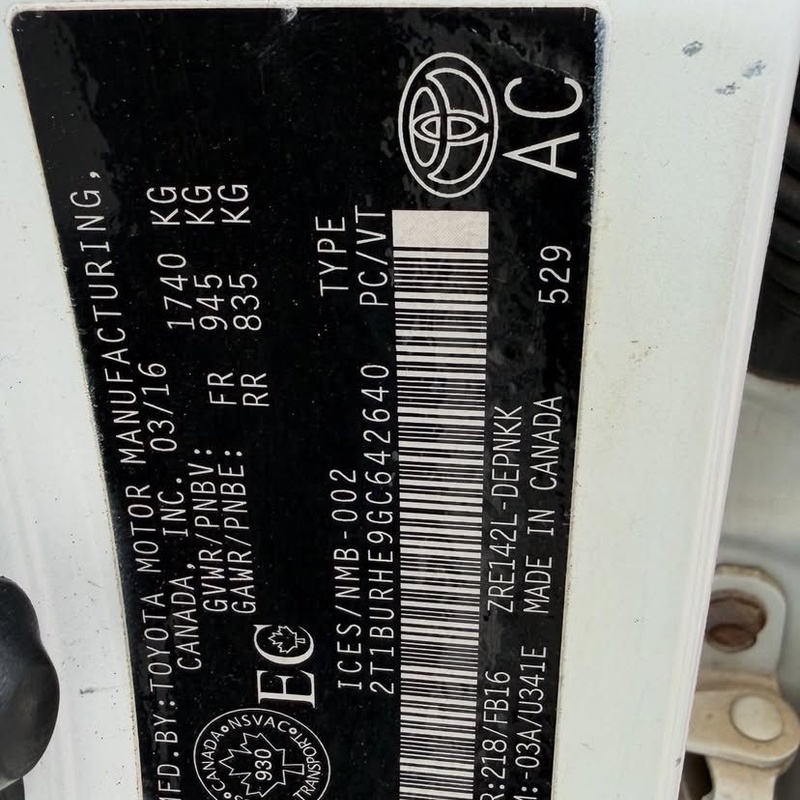 MFD.BY:TOYOTA MOTOR MANUFACTURING,
CANADA, INC. 03/16
GVWR/PNBV: 1740 KG
GAWR/PNBE: FR 945 KG
RR 835 KG
CANADA NSVAC TRANSPORT
930
EC
ICES/NMB-002 TYPE
2T1BURHE9GC642640 PC/VT
R:218/FB16 ZRE142L-DEPNKK 529
M:-03A/U341E MADE IN CANADA
AC